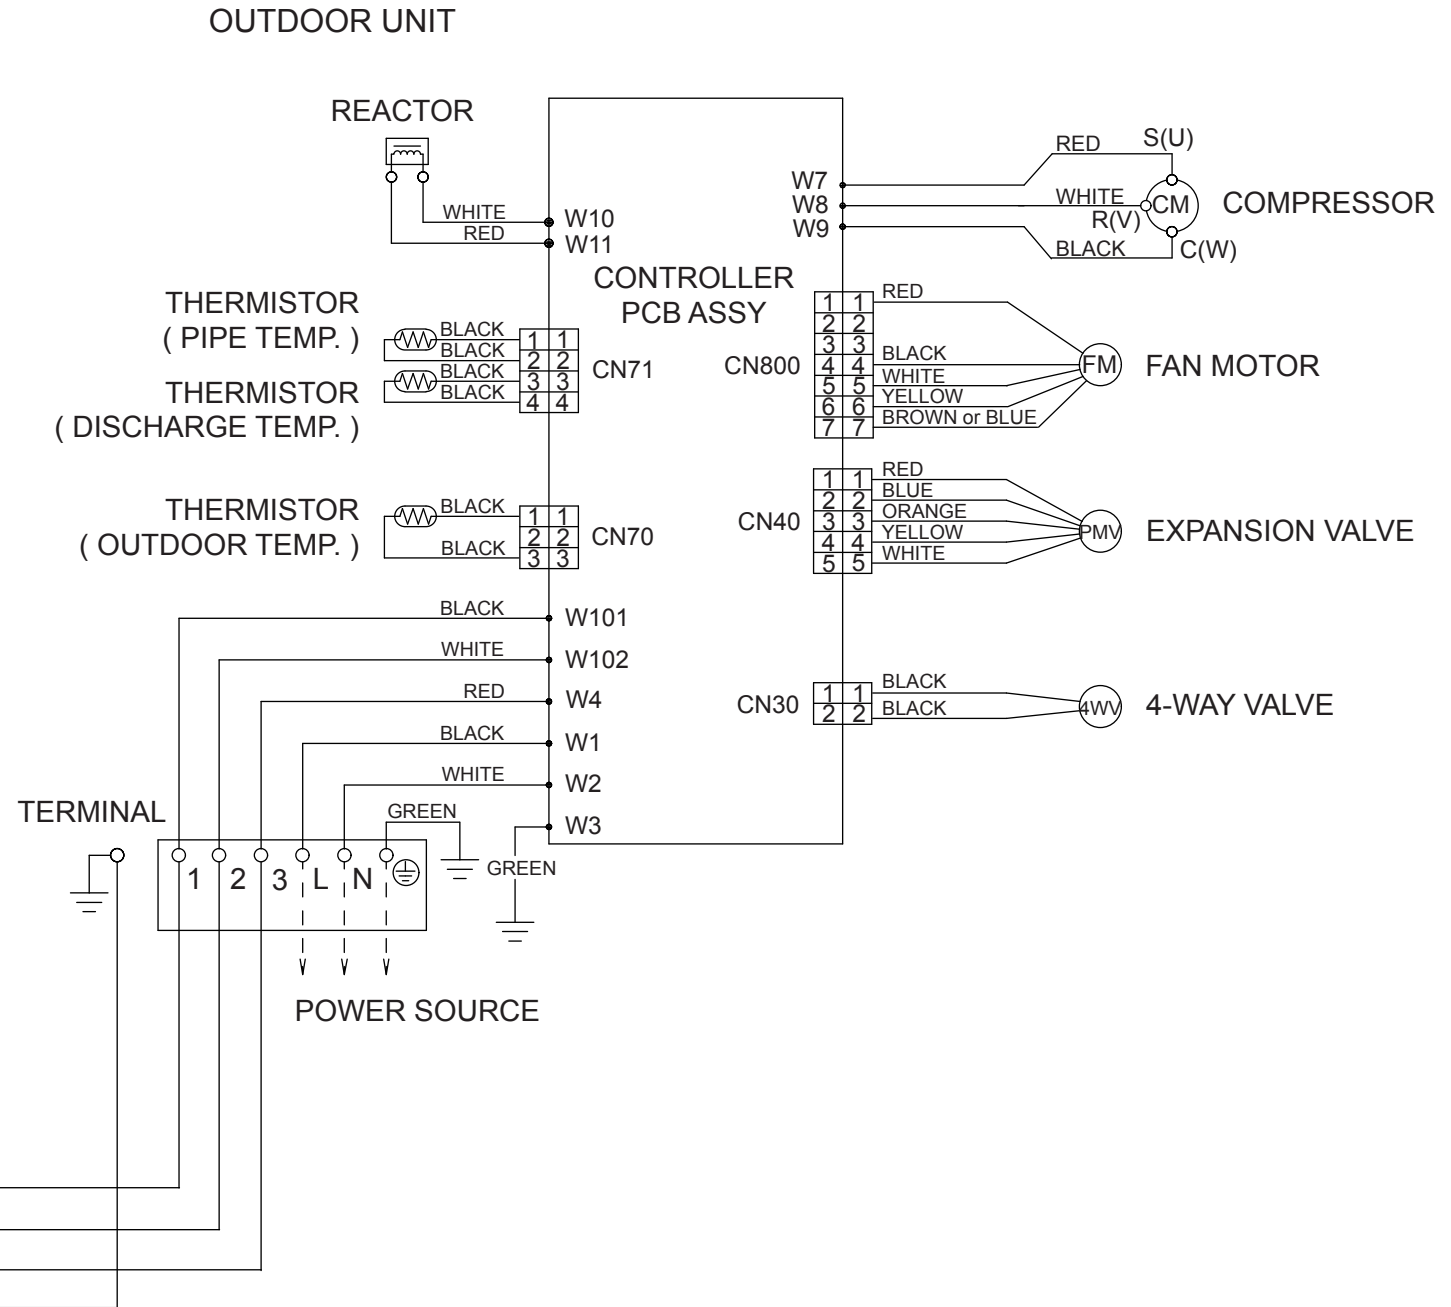 OUTDOOR UNIT
REACTOR
WHITE
RED
W10
W11
CONTROLLER
PCB ASSY
W7
W8
W9
RED
WHITE
BLACK
S(U)
R(V)
C(W)
CM
COMPRESSOR
THERMISTOR
( PIPE TEMP. )
THERMISTOR
( DISCHARGE TEMP. )
BLACK
BLACK
BLACK
BLACK
1 1
2 2
3 3
4 4
CN71
CN800
1 1
2 2
3 3
4 4
5 5
6 6
7 7
RED
BLACK
WHITE
YELLOW
BROWN or BLUE
FM
FAN MOTOR
THERMISTOR
( OUTDOOR TEMP. )
BLACK
BLACK
1 1
2 2
3 3
CN70
CN40
1 1
2 2
3 3
4 4
5 5
RED
BLUE
ORANGE
YELLOW
WHITE
PMV
EXPANSION VALVE
BLACK
W101
WHITE
W102
RED
W4
BLACK
W1
WHITE
W2
GREEN
W3
GREEN
CN30
1 1
2 2
BLACK
BLACK
4WV
4-WAY VALVE
TERMINAL
1 2 3 L N
POWER SOURCE